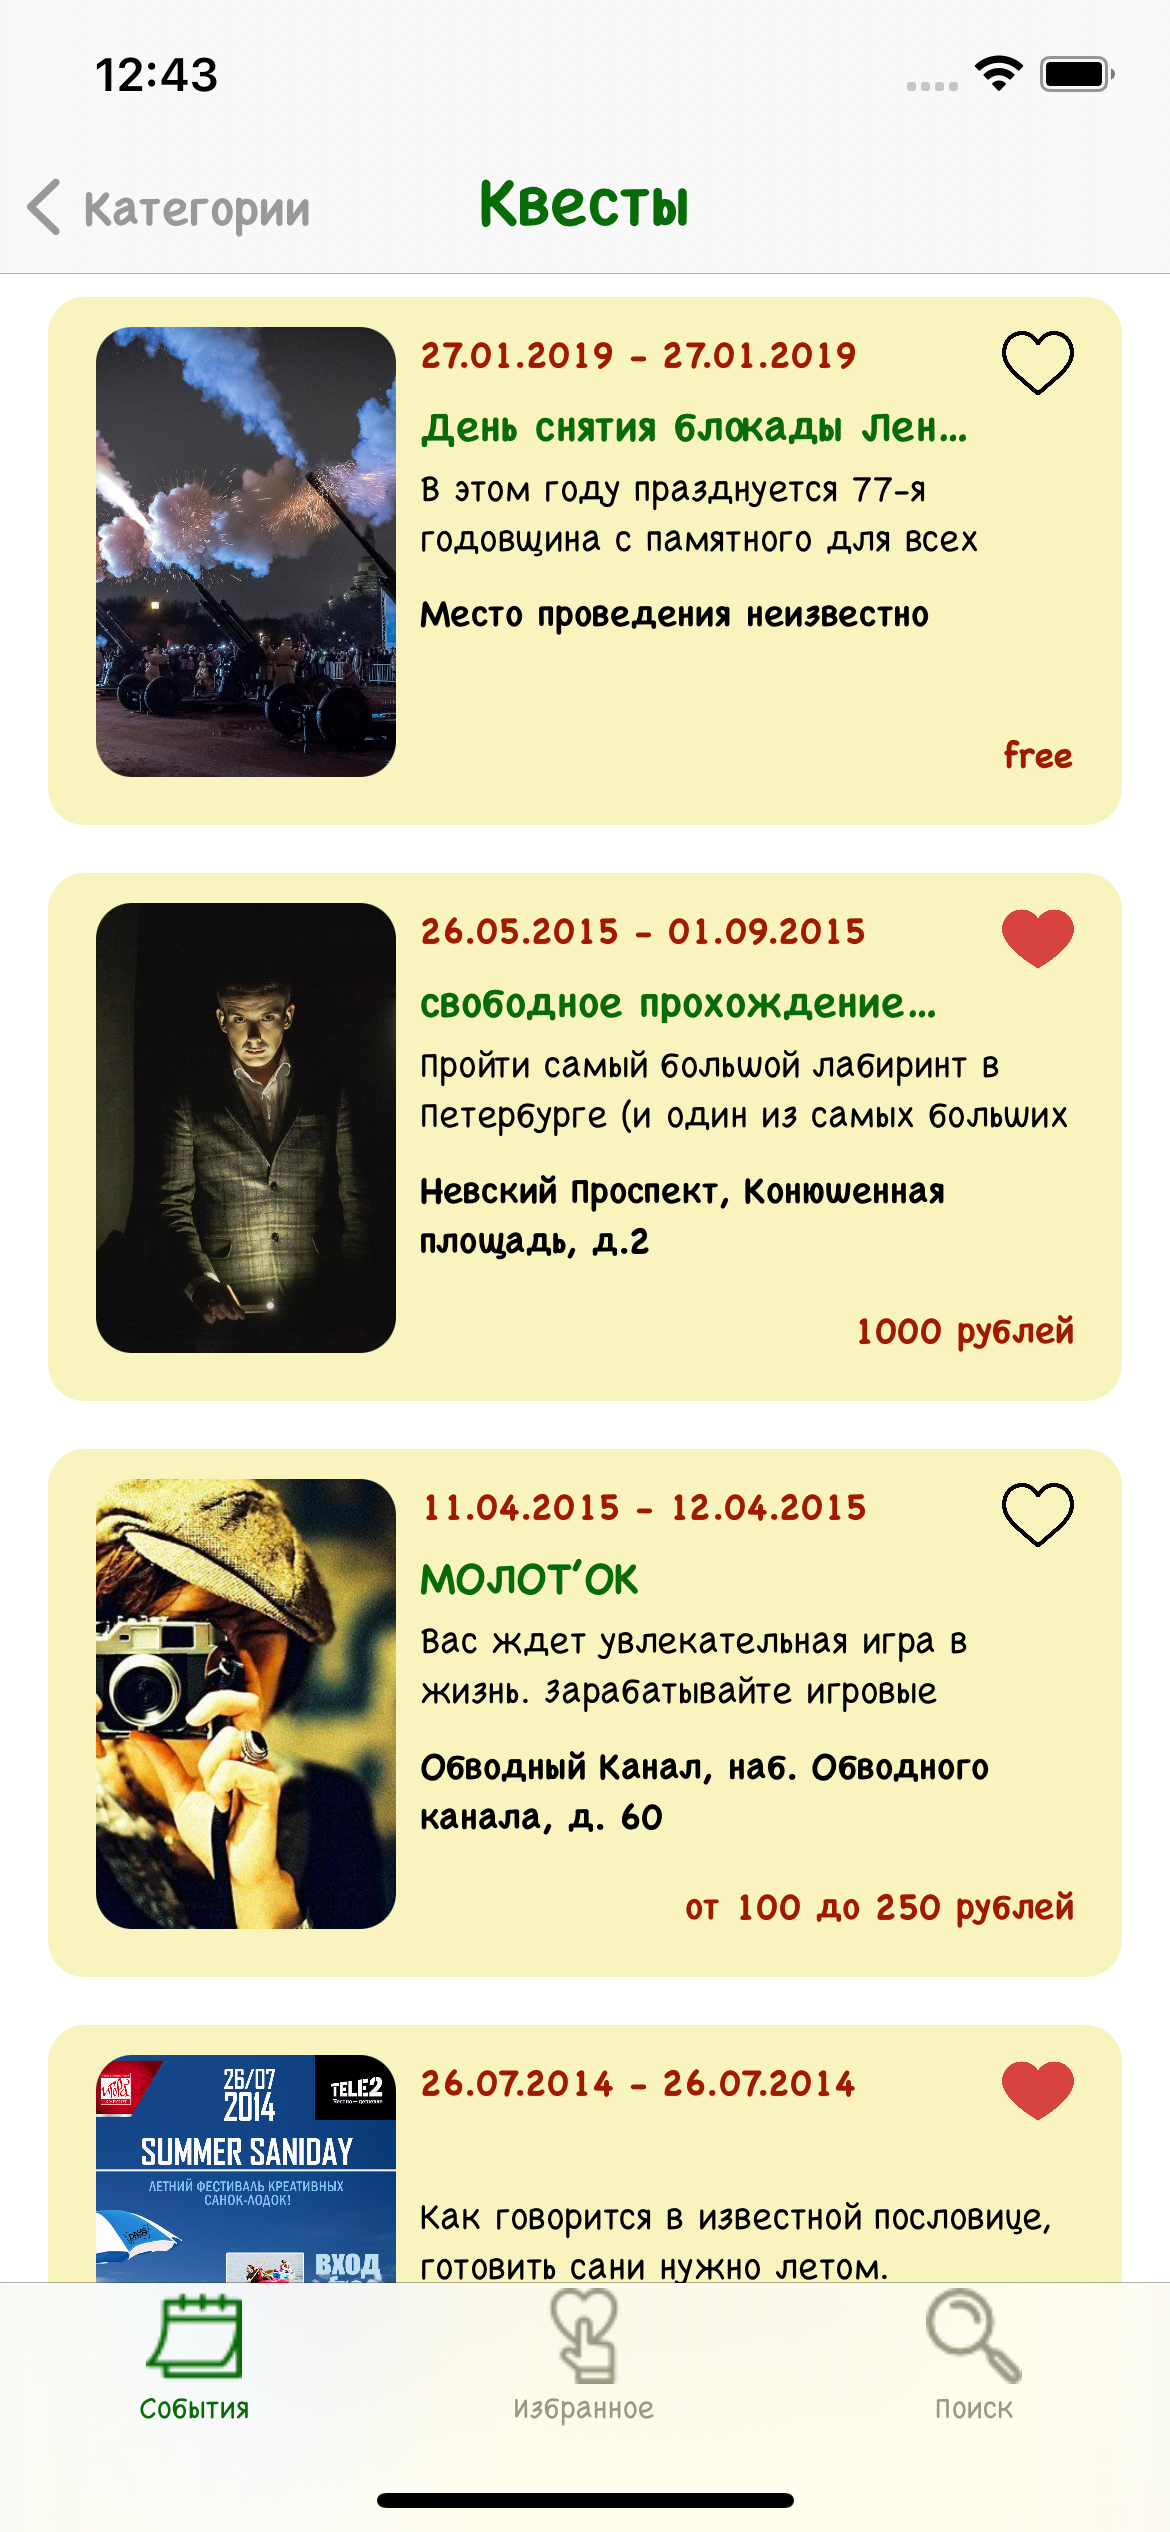 12:43
Категории
Квесты
27.01.2019 - 27.01.2019
День снятия блокады Лен...
В этом году празднуется 77-я
годовщина с памятного для всех
Место проведения неизвестно
free
26.05.2015 - 01.09.2015
свободное прохождение...
Пройти самый большой лабиринт в
Петербурге (и один из самых больших
Невский Проспект, Конюшенная
площадь, д.2
1000 рублей
11.04.2015 - 12.04.2015
МОЛОТ'ОК
Вас ждет увлекательная игра в
жизнь. Зарабатывайте игровые
Обводный Канал, наб. Обводного
канала, д. 60
от 100 до 250 рублей
26/07
2014
TELE2
SUMMER SANIDAY
ЛЕТНИЙ ФЕСТИВАЛЬ КРЕАТИВНЫХ
САНОК-ЛОДОК!
ВХОД
26.07.2014 - 26.07.2014
Как говорится в известной пословице,
готовить сани нужно летом.
События
Избранное
Поиск